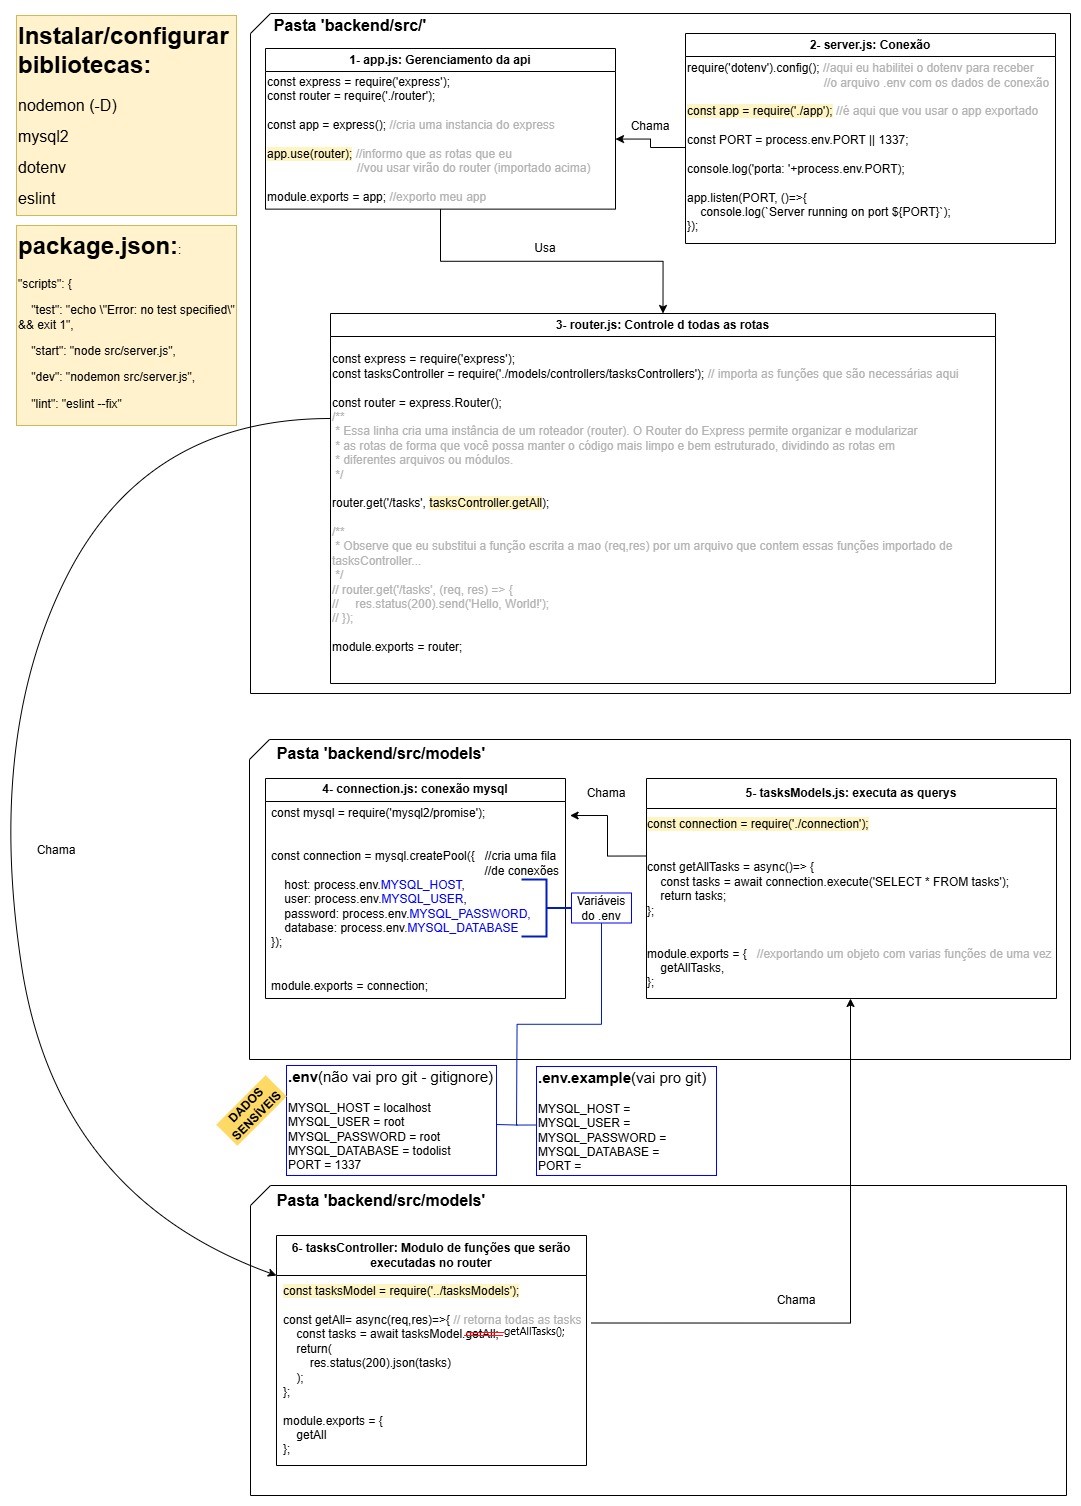 Instalar/configurar
bibliotecas:
nodemon (-D)
mysql2
dotenv
eslint
package.json::
"scripts": {
"test": "echo \"Error: no test specified\"
&& exit 1",
"start": "node src/server.js",
"dev": "nodemon src/server.js",
"lint": "eslint --fix"
Pasta 'backend/src/'
1- app.js: Gerenciamento da api
const express = require('express');
const router = require('./router');
const app = express(); //cria uma instancia do express
app.use(router); //informo que as rotas que eu
//vou usar virão do router (importado acima)
module.exports = app; //exporto meu app
Chama
2- server.js: Conexão
require('dotenv').config(); //aqui eu habilitei o dotenv para receber
//o arquivo .env com os dados de conexão
const app = require('./app'); //é aqui que vou usar o app exportado
const PORT = process.env.PORT || 1337;
console.log('porta: '+process.env.PORT);
app.listen(PORT, ()=>{
console.log(`Server running on port ${PORT}`);
});
Usa
3- router.js: Controle d todas as rotas
const express = require('express');
const tasksController = require('./models/controllers/tasksControllers'); // importa as funções que são necessárias aqui
const router = express.Router();
/**
* Essa linha cria uma instância de um roteador (router). O Router do Express permite organizar e modularizar
* as rotas de forma que você possa manter o código mais limpo e bem estruturado, dividindo as rotas em
* diferentes arquivos ou módulos.
*/
router.get('/tasks', tasksController.getAll);
/**
* Observe que eu substitui a função escrita a mao (req,res) por um arquivo que contem essas funções importado de
tasksController...
*/
// router.get('/tasks', (req, res) => {
// res.status(200).send('Hello, World!');
// });
module.exports = router;
Chama
Pasta 'backend/src/models'
4- connection.js: conexão mysql
const mysql = require('mysql2/promise');
const connection = mysql.createPool({ //cria uma fila
//de conexões
host: process.env.MYSQL_HOST,
user: process.env.MYSQL_USER,
password: process.env.MYSQL_PASSWORD,
database: process.env.MYSQL_DATABASE
});
module.exports = connection;
Variáveis
do .env
Chama
5- tasksModels.js: executa as querys
const connection = require('./connection');
const getAllTasks = async()=> {
const tasks = await connection.execute('SELECT * FROM tasks');
return tasks;
};
module.exports = { //exportando um objeto com varias funções de uma vez
getAllTasks,
};
DADOS
SENSÍVEIS
.env(não vai pro git - gitignore)
MYSQL_HOST = localhost
MYSQL_USER = root
MYSQL_PASSWORD = root
MYSQL_DATABASE = todolist
PORT = 1337
.env.example(vai pro git)
MYSQL_HOST =
MYSQL_USER =
MYSQL_PASSWORD =
MYSQL_DATABASE =
PORT =
Pasta 'backend/src/models'
6- tasksController: Modulo de funções que serão
executadas no router
const tasksModel = require('../tasksModels');
const getAll= async(req,res)=>{ // retorna todas as tasks
const tasks = await tasksModel.getAll; getAllTasks();
return(
res.status(200).json(tasks)
);
};
module.exports = {
getAll
};
Chama